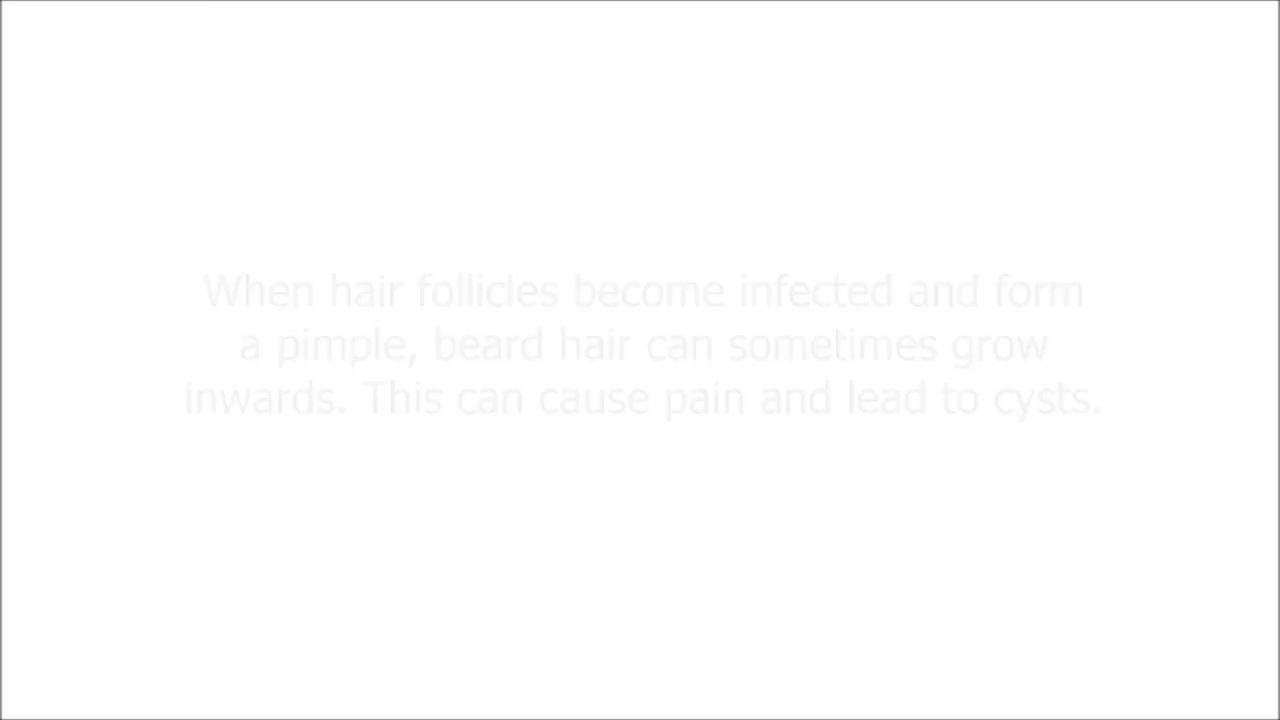 When hair follicles become infected and form
a pimple, beard hair can sometimes grow
inwards. This can cause pain and lead to cysts.